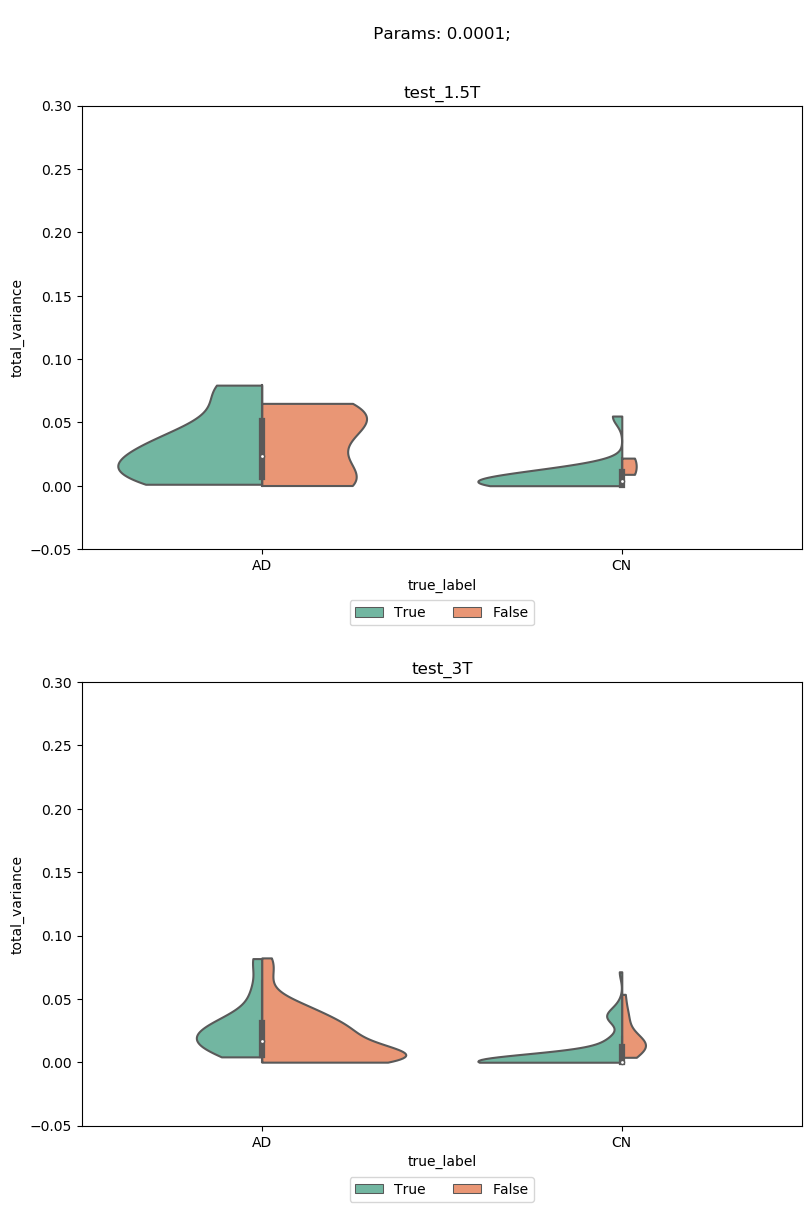 Params: 0.0001;
test_1.5T
0.30
0.25
0.20
0.15
0.10
0.05
0.00
−0.05
total_variance
AD CN
true_label
True False
test_3T
0.30
0.25
0.20
0.15
0.10
0.05
0.00
−0.05
total_variance
AD CN
true_label
True False